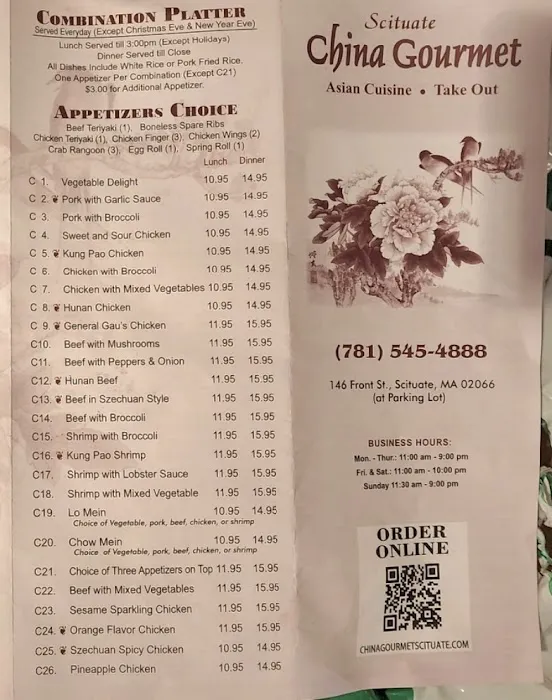 COMBINATION PLATTER
Served Everyday (Except Christmas Eve & New Year Eve)
Lunch Served till 3:00pm (Except Hulidays)
Dinner Served till Close
All Dishes Include White Rice or Pork Fried Rice.
One Appetizer Per Combination (Except C21)
$3.00 for Additional Appetizer.
APPETIZERS CHOICE
Beef Teriyaki (1), Boneless Spare Ribs
Chicken Teriyaki (1), Chicken Finger (3), Chicken Wings (2)
Crab Rangoon (3), Egg Roll (1), Spring Roll (1)
Lunch Dinner
C 1. Vegetable Delight 10.95 14.95
C 2. Pork with Garlic Sauce 10.95 14.95
C 3. Pork with Broccoli 10.95 14.95
C 4. Sweet and Sour Chicken 10.95 14.95
C 5. Kung Pao Chicken 10.95 14.95
C 6. Chicken with Broccoli 10.95 14.95
C 7. Chicken with Mixed Vegetables 10.95 14.95
C 8. Hunan Chicken 10.95 14.95
C 9. General Gau's Chicken 11.95 15.95
C10. Beef with Mushrooms 11.95 15.95
C11. Beef with Peppers & Onion 11.95 15.95
C12. Hunan Beef 11.95 15.95
C13. Beef in Szechuan Style 11.95 15.95
C14. Beef with Broccoli 11.95 15.95
C15. Shrimp with Broccoli 11.95 15.95
C16. Kung Pao Shrimp 11.95 15.95
C17. Shrimp with Lobster Sauce 11.95 15.95
C18. Shrimp with Mixed Vegetable 11.95 15.95
C19. Lo Mein 10.95 14.95
Choice of Vegetable, pork, beef, chicken, or shrimp
C20. Chow Mein 10.95 14.95
Choice of Vegetable, pork, beef, chicken, or shrimp
C21. Choice of Three Appetizers on Top 11.95 15.95
C22. Beef with Mixed Vegetables 11.95 15.95
C23. Sesame Sparkling Chicken 11.95 15.95
C24. Orange Flavor Chicken 11.95 15.95
C25. Szechuan Spicy Chicken 10.95 14.95
C26. Pineapple Chicken 10.95 14.95
Scituate
China Gourmet
Asian Cuisine • Take Out
(781) 545-4888
146 Front St., Scituate, MA 02066
(at Parking Lot)
BUSINESS HOURS:
Mon. - Thur.: 11:00 am - 9:00 pm
Fri. & Sat.: 11:00 am - 10:00 pm
Sunday 11:30 am - 9:00 pm
ORDER
ONLINE
CHINAGOURMETSCITUATE.COM